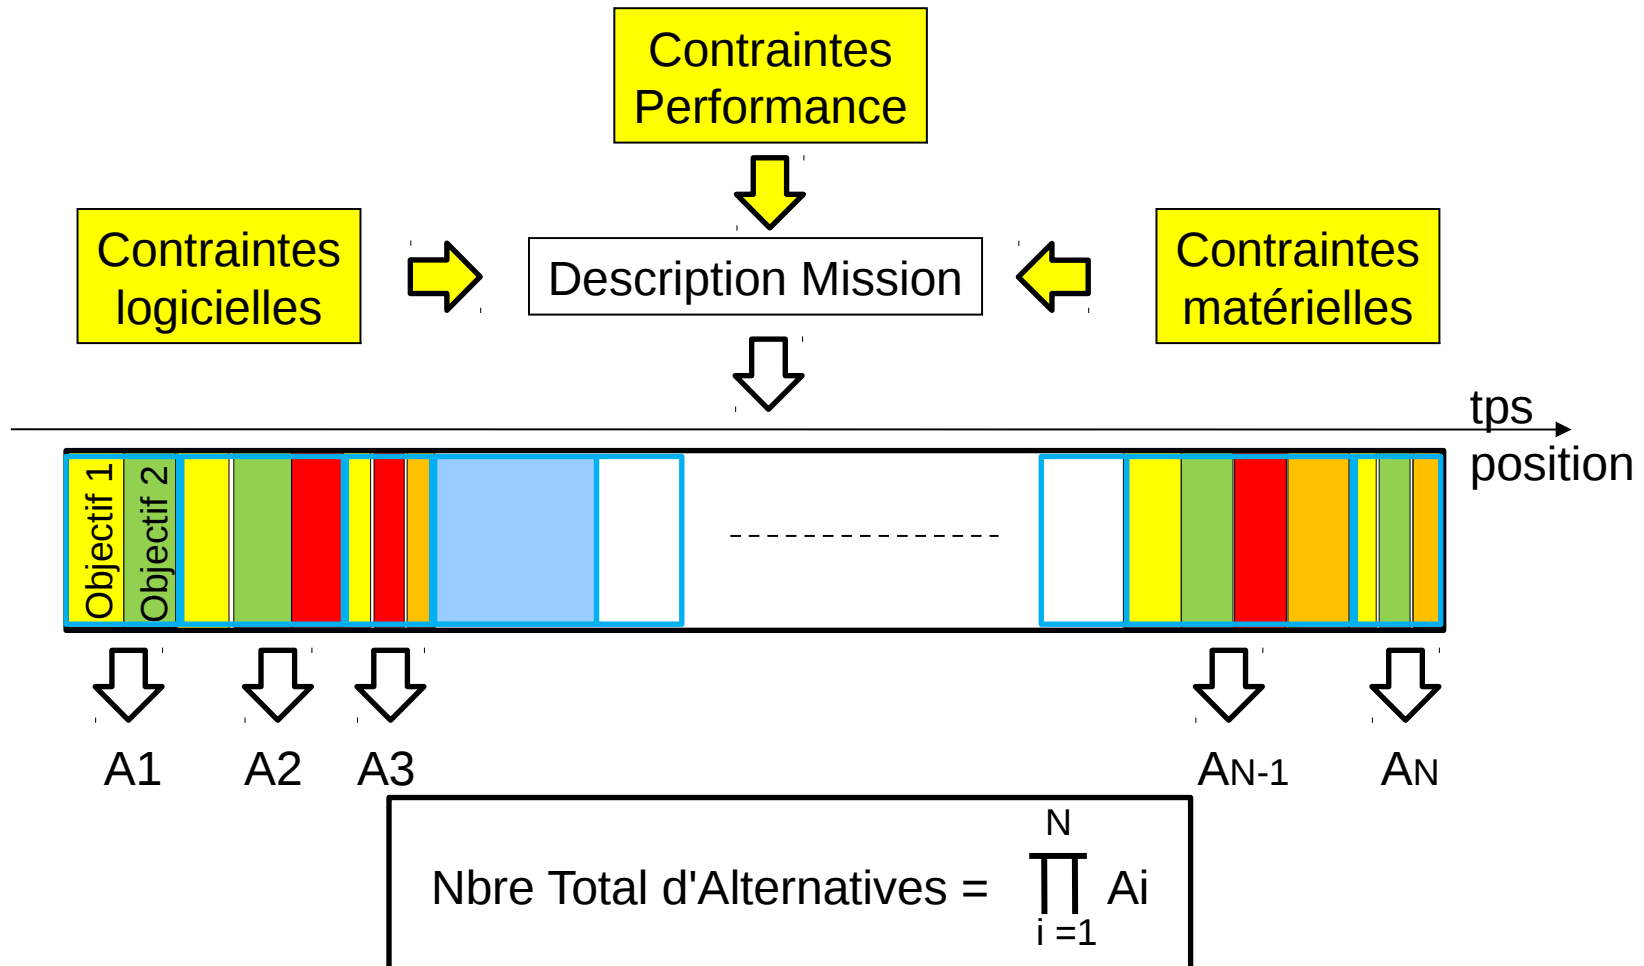 Contraintes
Performance
Contraintes
logicielles
Description Mission
Contraintes
matérielles
tps
position
Objectif 1
Objectif 2
A1
A2
A3
AN-1
AN
N
Nbre Total d'Alternatives = ∏ Ai
i =1